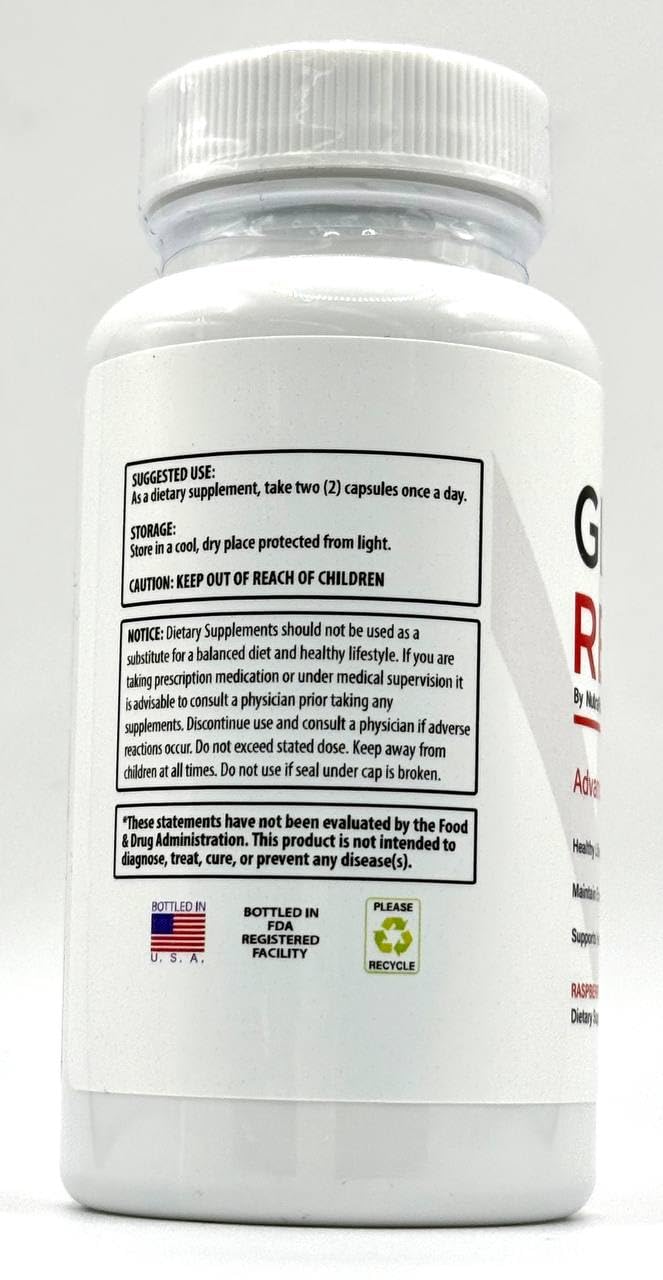 SUGGESTED USE:
As a dietary supplement, take two (2) capsules once a day.
STORAGE:
Store in a cool, dry place protected from light.
CAUTION: KEEP OUT OF REACH OF CHILDREN
NOTICE: Dietary Supplements should not be used as a
substitute for a balanced diet and healthy lifestyle. If you are
taking prescription medication or under medical supervision it
is advisable to consult a physician prior taking any
supplements. Discontinue use and consult a physician if adverse
reactions occur. Do not exceed stated dose. Keep away from
children at all times. Do not use if seal under cap is broken.
*These statements have not been evaluated by the Food
& Drug Administration. This product is not intended to
diagnose, treat, cure, or prevent any disease(s).
BOTTLED IN
U. S. A.
BOTTLED IN
FDA
REGISTERED
FACILITY
PLEASE
RECYCLE
G
RE
By
Healthy
Dietary